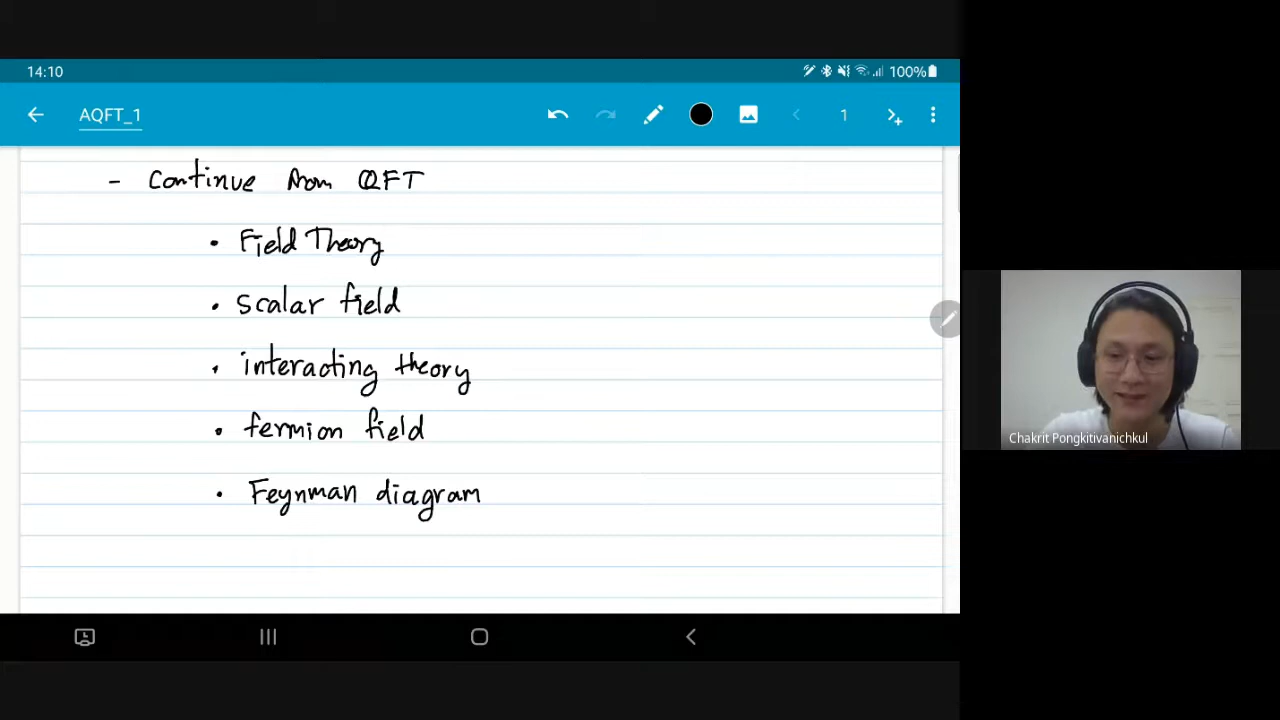 14:10
100%
AQFT_1
1
- Continue from QFT
• Field Theory
• scalar field
• interacting theory
• fermion field
• Feynman diagram
Chakrit Pongkitivanichkul